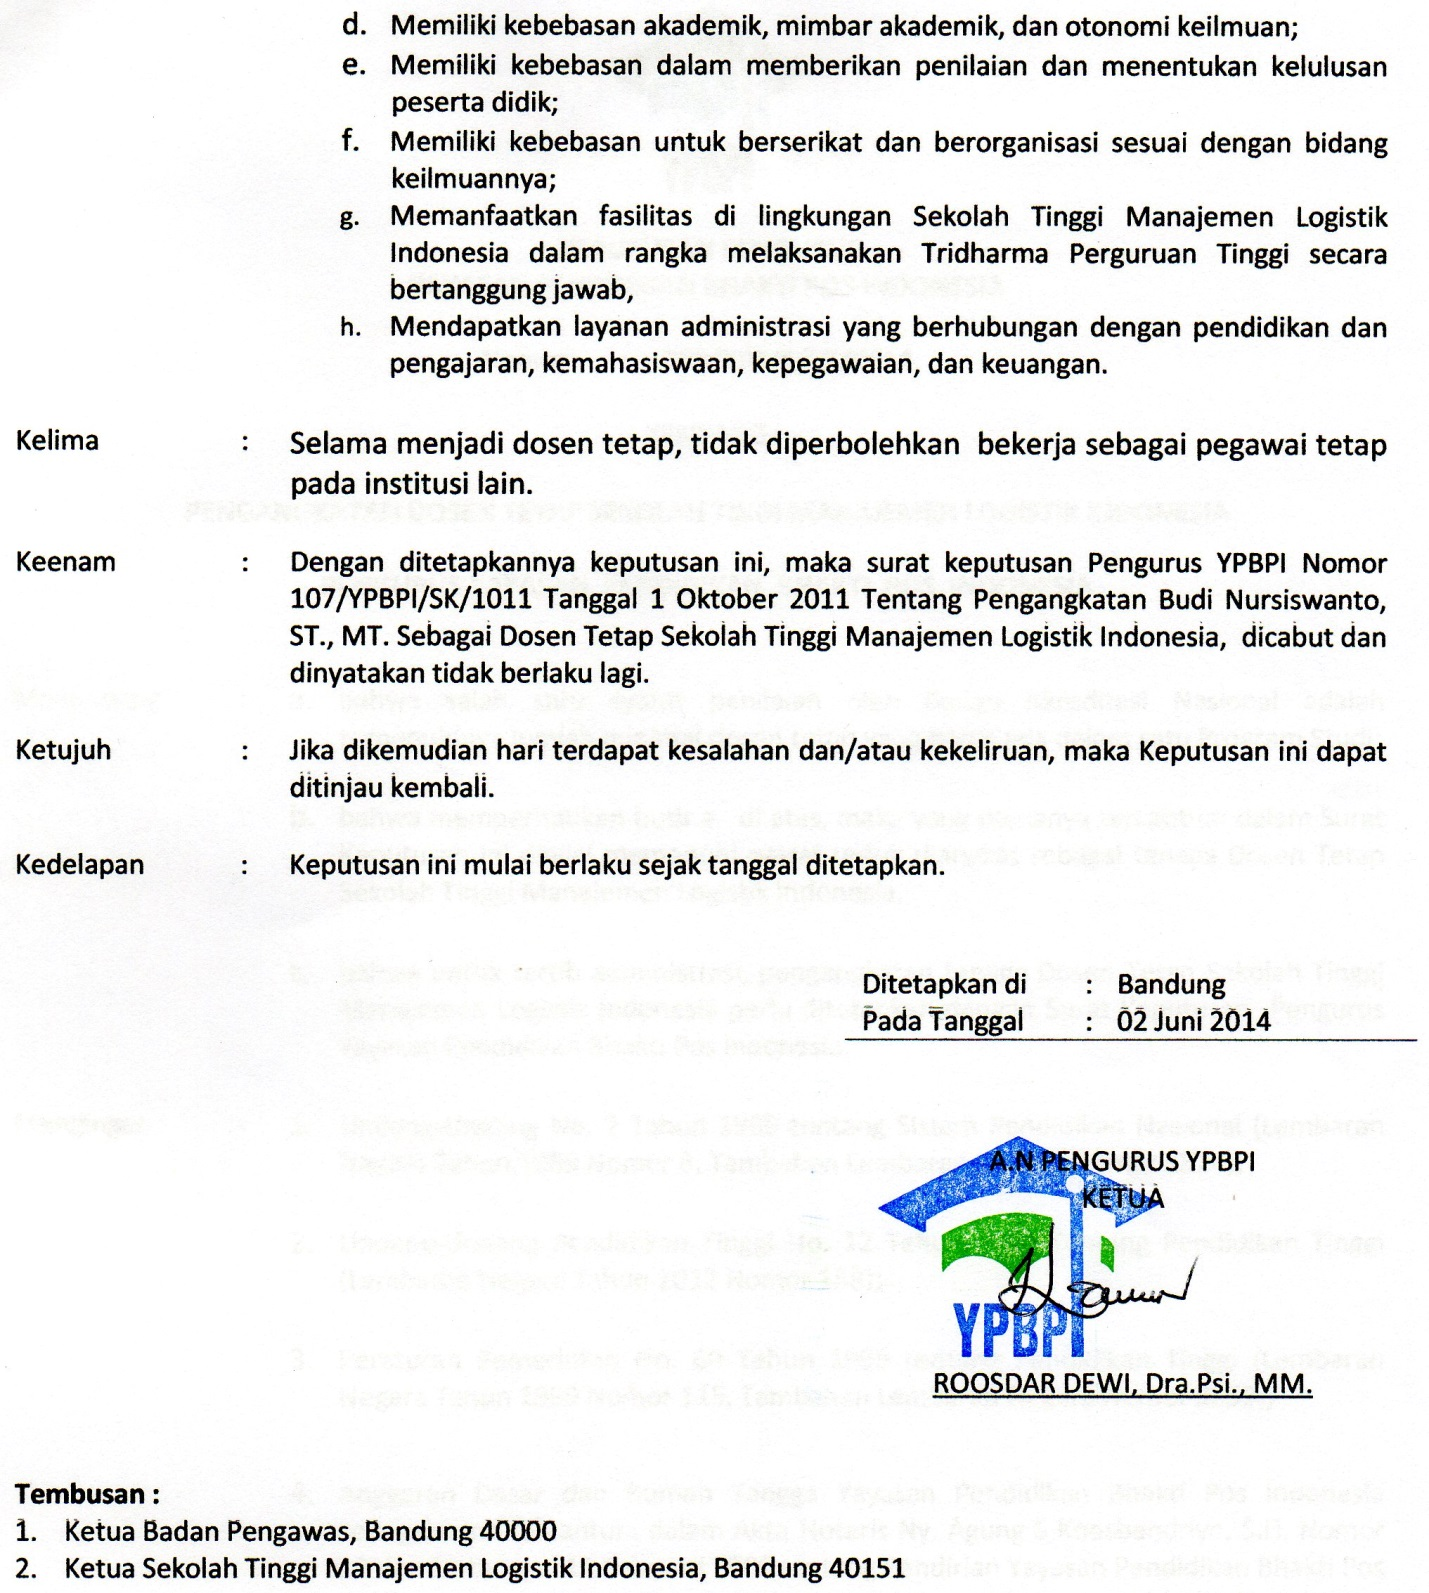 d. Memiliki kebebasan akademik, mimbar akademik, dan otonomi keilmuan;
e. Memiliki kebebasan dalam memberikan penilaian dan menentukan kelulusan
peserta didik;
f. Memiliki kebebasan untuk berserikat dan berorganisasi sesuai dengan bidang
keilmuannya;
g. Memanfaatkan fasilitas di lingkungan Sekolah Tinggi Manajemen Logistik
Indonesia dalam rangka melaksanakan Tridharma Perguruan Tinggi secara
bertanggung jawab,
h. Mendapatkan layanan administrasi yang berhubungan dengan pendidikan dan
pengajaran, kemahasiswaan, kepegawaian, dan keuangan.
Kelima : Selama menjadi dosen tetap, tidak diperbolehkan bekerja sebagai pegawai tetap
pada institusi lain.
Keenam : Dengan ditetapkannya keputusan ini, maka surat keputusan Pengurus YPBPI Nomor
107/YPBPI/SK/1011 Tanggal 1 Oktober 2011 Tentang Pengangkatan Budi Nursiswanto,
ST., MT. Sebagai Dosen Tetap Sekolah Tinggi Manajemen Logistik Indonesia, dicabut dan
dinyatakan tidak berlaku lagi.
Ketujuh : Jika dikemudian hari terdapat kesalahan dan/atau kekeliruan, maka Keputusan ini dapat
ditinjau kembali.
Kedelapan : Keputusan ini mulai berlaku sejak tanggal ditetapkan.
Ditetapkan di : Bandung
Pada Tanggal : 02 Juni 2014
A.N PENGURUS YPBPI
KETUA
YPBPI
ROOSDAR DEWI, Dra.Psi., MM.
Tembusan :
1. Ketua Badan Pengawas, Bandung 40000
2. Ketua Sekolah Tinggi Manajemen Logistik Indonesia, Bandung 40151